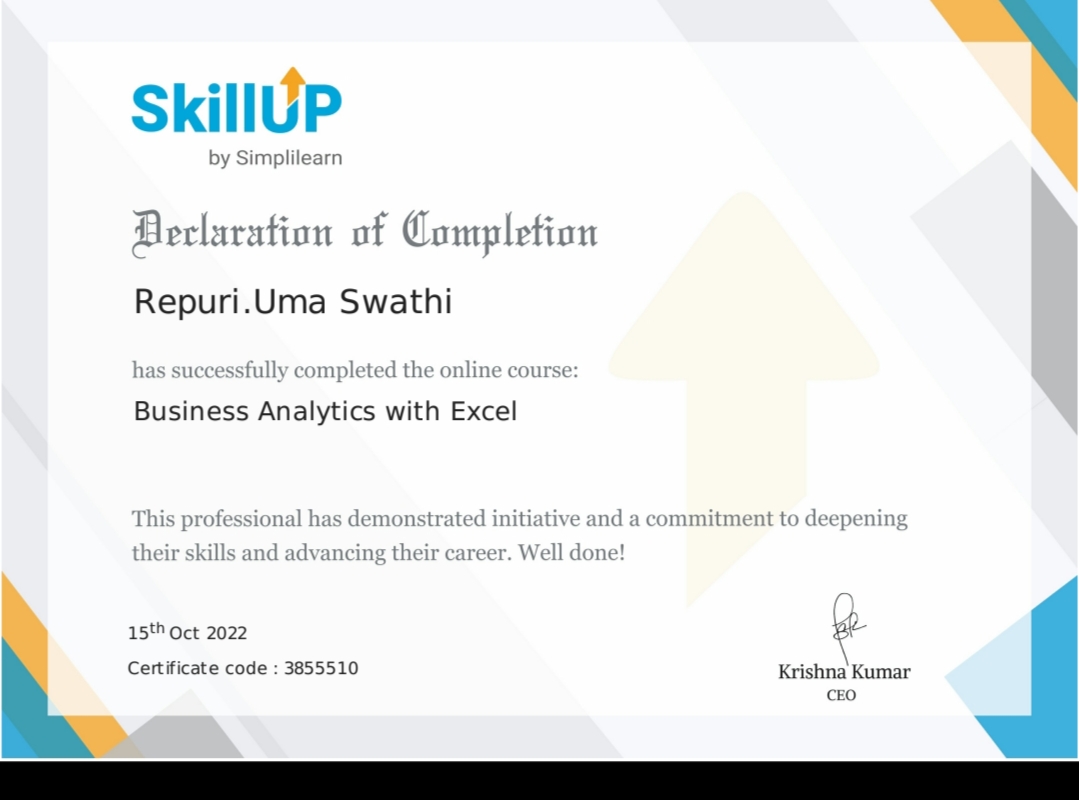 SkillUP
by Simplilearn
Declaration of Completion
Repuri.Uma Swathi
has successfully completed the online course:
Business Analytics with Excel
This professional has demonstrated initiative and a commitment to deepening
their skills and advancing their career. Well done!
15th Oct 2022
Certificate code : 3855510
Krishna Kumar
CEO